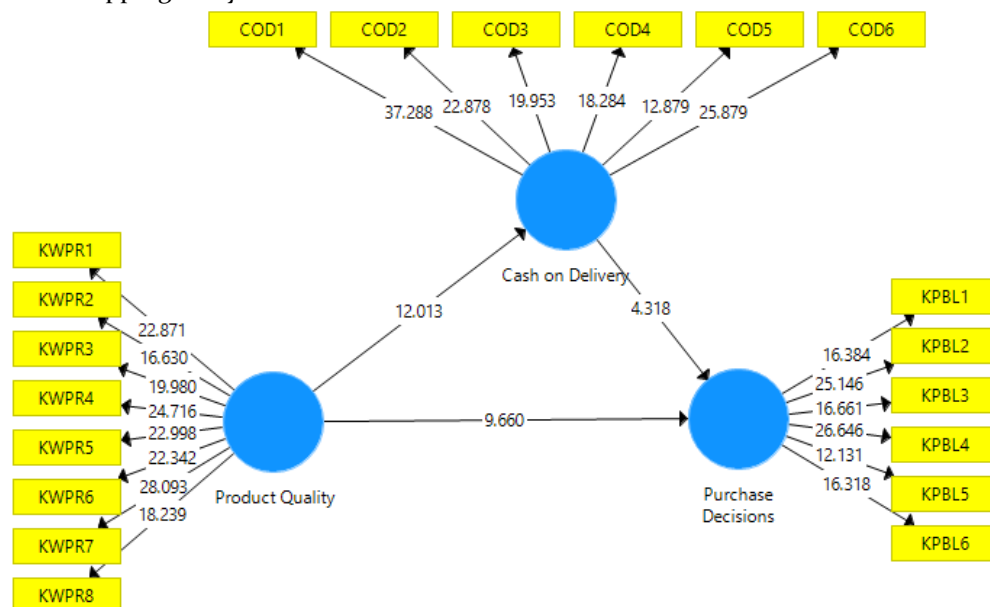 COD1 COD2 COD3 COD4 COD5 COD6
37.288 22.878 19.953 18.284 12.879 25.879
Cash on Delivery
KWPR1
KWPR2
KWPR3
KWPR4
KWPR5
KWPR6
KWPR7
KWPR8
22.871
16.630
19.980
24.716
22.998
22.342
28.093
18.239
Product Quality
12.013
9.660
4.318
Purchase
Decisions
16.384
25.146
16.661
26.646
12.131
16.318
KPBL1
KPBL2
KPBL3
KPBL4
KPBL5
KPBL6